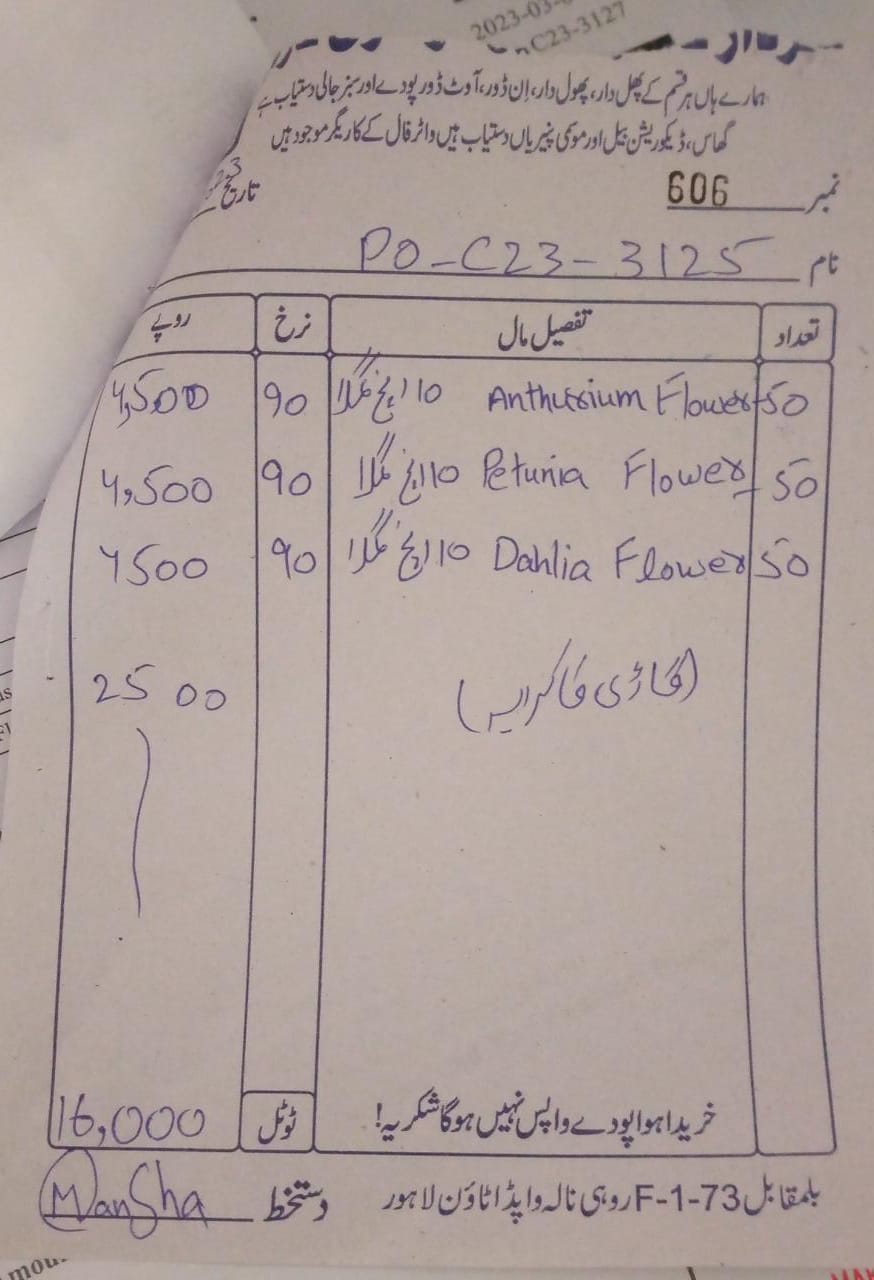 2023-03-
C23-3127
ہمارے ہاں ہر قسم کے پھل دار، پھول دار، اِن ڈور، آوٹ ڈور پودے اور سبز جالی دستیاب ہے
گھاس، ڈیکوریشن بیل اور موسمی پنیریاں دستیاب ہیں واٹر فال کے کاریگر موجود ہیں
نمبر 606 تاریخ 23
نام PO-C23-3125
تعداد تفصیل مال نرخ روپے
50 Anthurium Flower 10 انچ گملا 90 4,500
50 Petunia Flower 10 انچ گملا 90 4,500
50 Dahlia Flower 10 انچ گملا 90 4500
(گاڑی کا کرایہ) 2500
خریدا ہوا پودے واپس نہیں ہوگا شکریہ! ٹوٹل 16,000
بلمقابل F-1-73 روہی نالہ واپڈا ٹاؤن لاہور دستخط Mansha